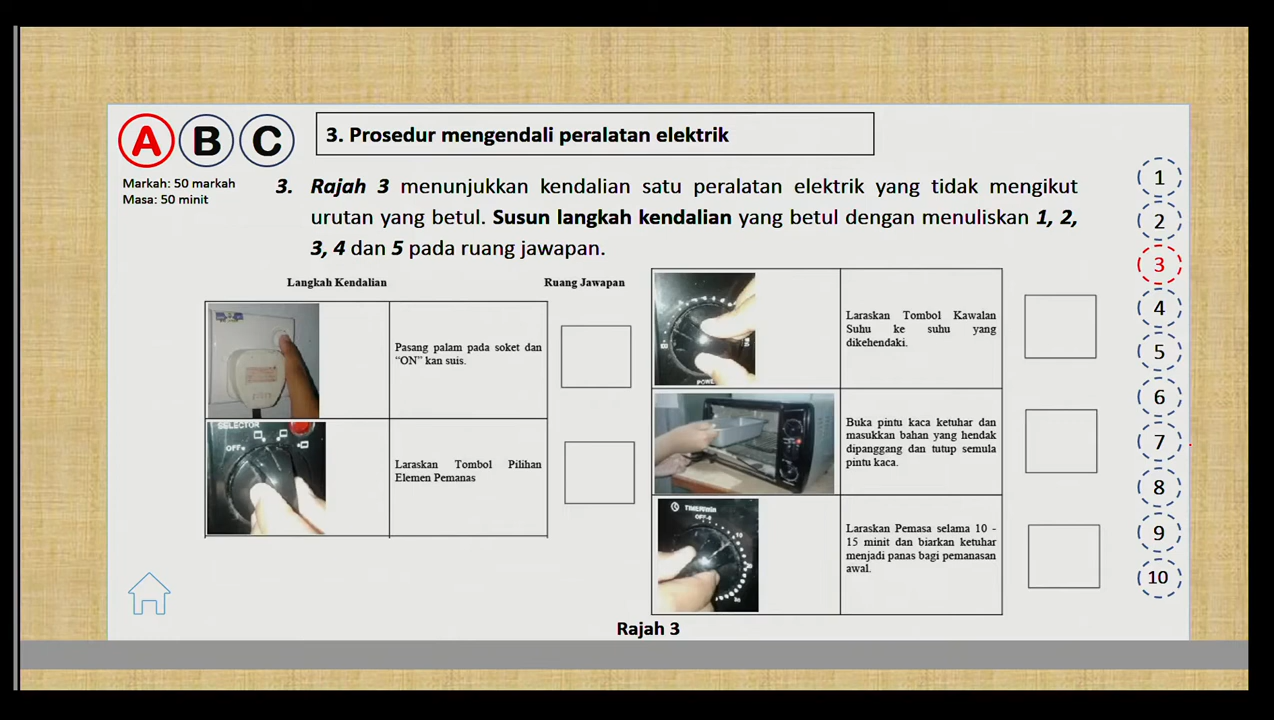 A B C
3. Prosedur mengendali peralatan elektrik
Markah: 50 markah
Masa: 50 minit
3. Rajah 3 menunjukkan kendalian satu peralatan elektrik yang tidak mengikut
urutan yang betul. Susun langkah kendalian yang betul dengan menuliskan 1, 2,
3, 4 dan 5 pada ruang jawapan.
Langkah Kendalian
Ruang Jawapan
Pasang palam pada soket dan
“ON” kan suis.
SELECTOR
OFF
Laraskan Tombol Pilihan
Elemen Pemanas
Laraskan Tombol Kawalan
Suhu ke suhu yang
dikehendaki.
Buka pintu kaca ketuhar dan
masukkan bahan yang hendak
dipanggang dan tutup semula
pintu kaca.
TIMER/min
OFF
10
Laraskan Pemasa selama 10 -
15 minit dan biarkan ketuhar
menjadi panas bagi pemanasan
awal.
Rajah 3
1
2
3
4
5
6
7
8
9
10